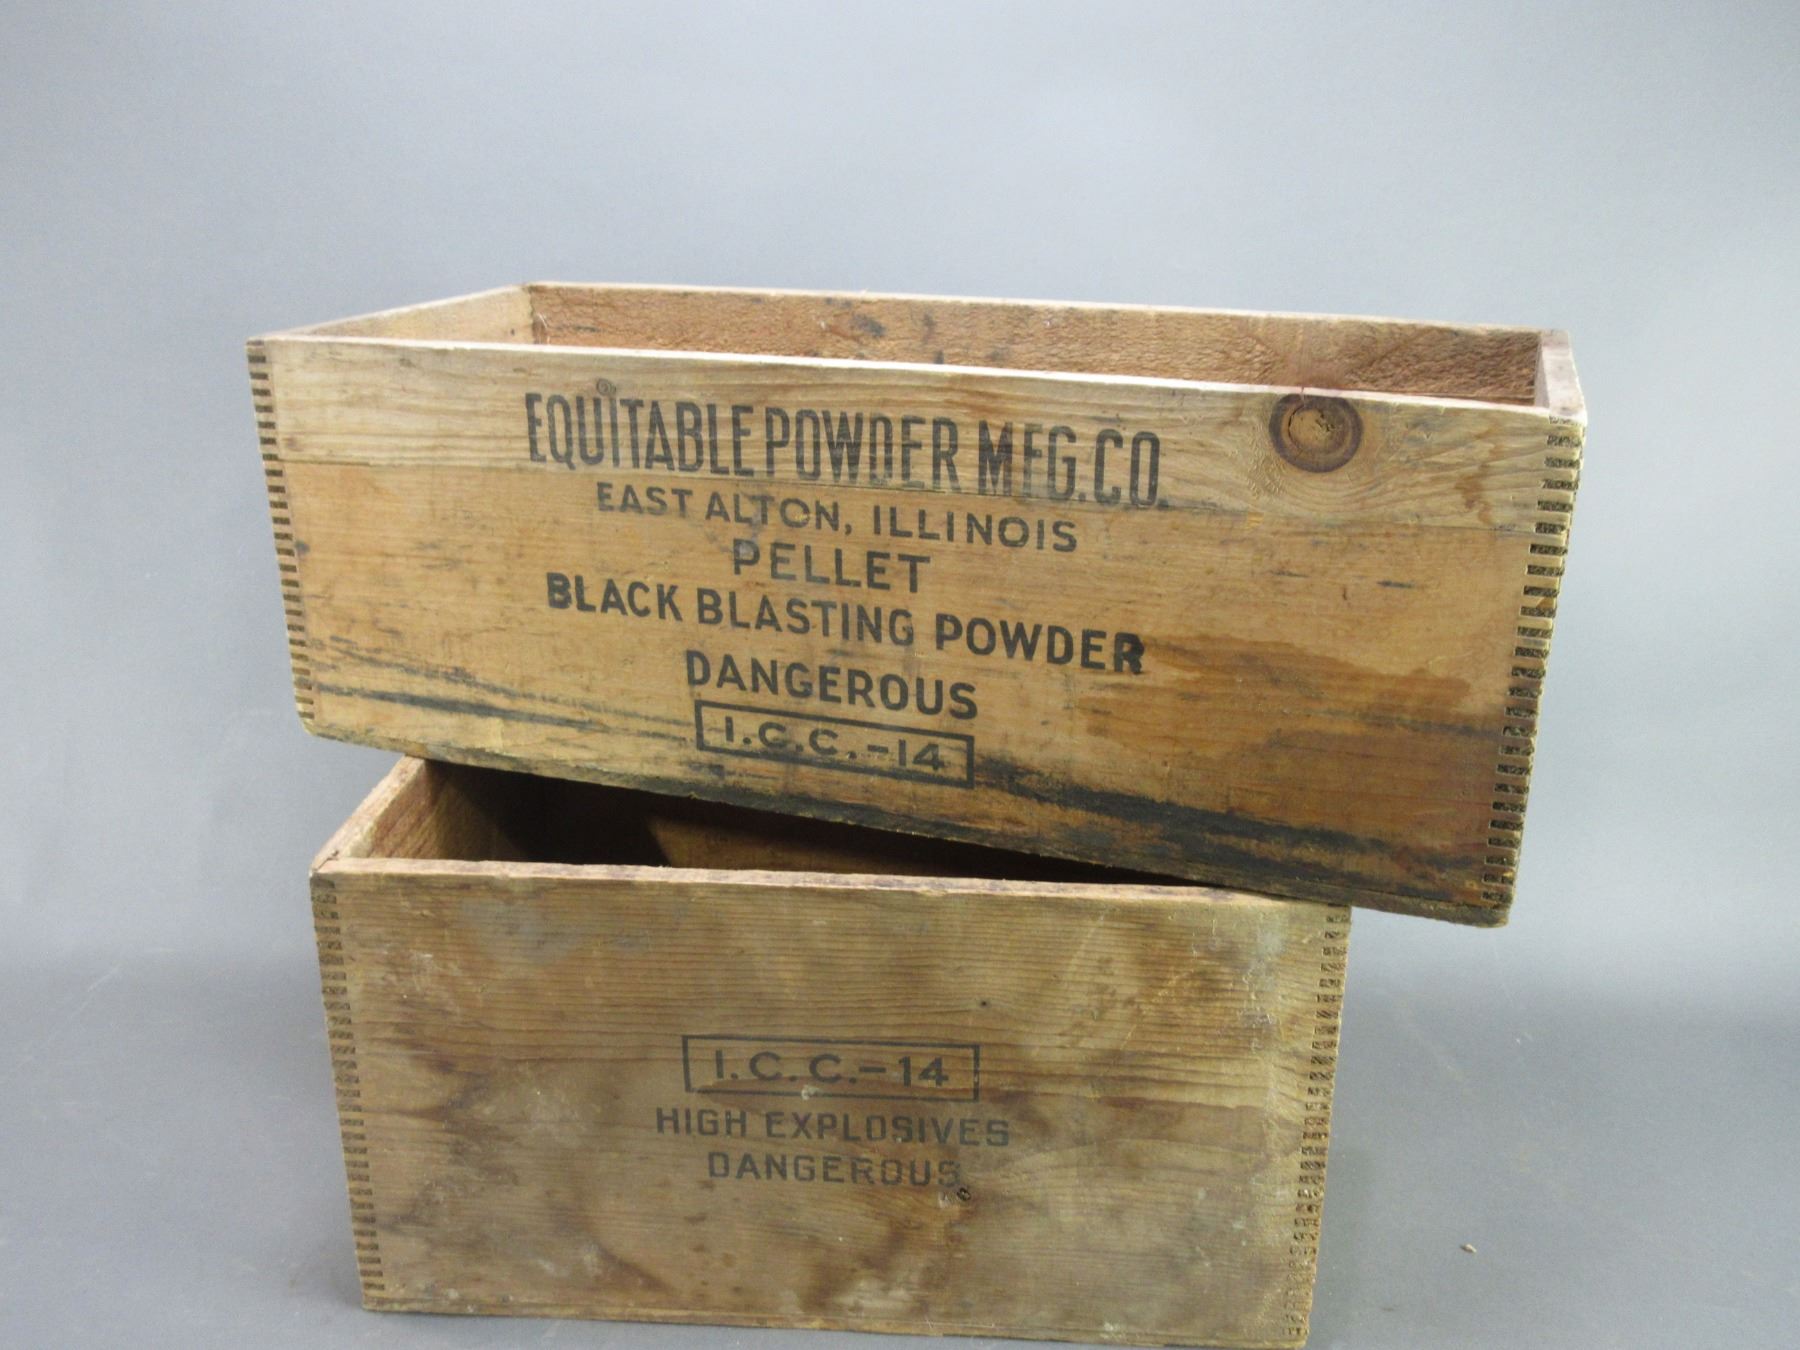 EQUITABLE POWDER MFG. CO.
EAST ALTON, ILLINOIS
PELLET
BLACK BLASTING POWDER
DANGEROUS
I.C.C.-14
I.C.C.-14
HIGH EXPLOSIVES
DANGEROUS